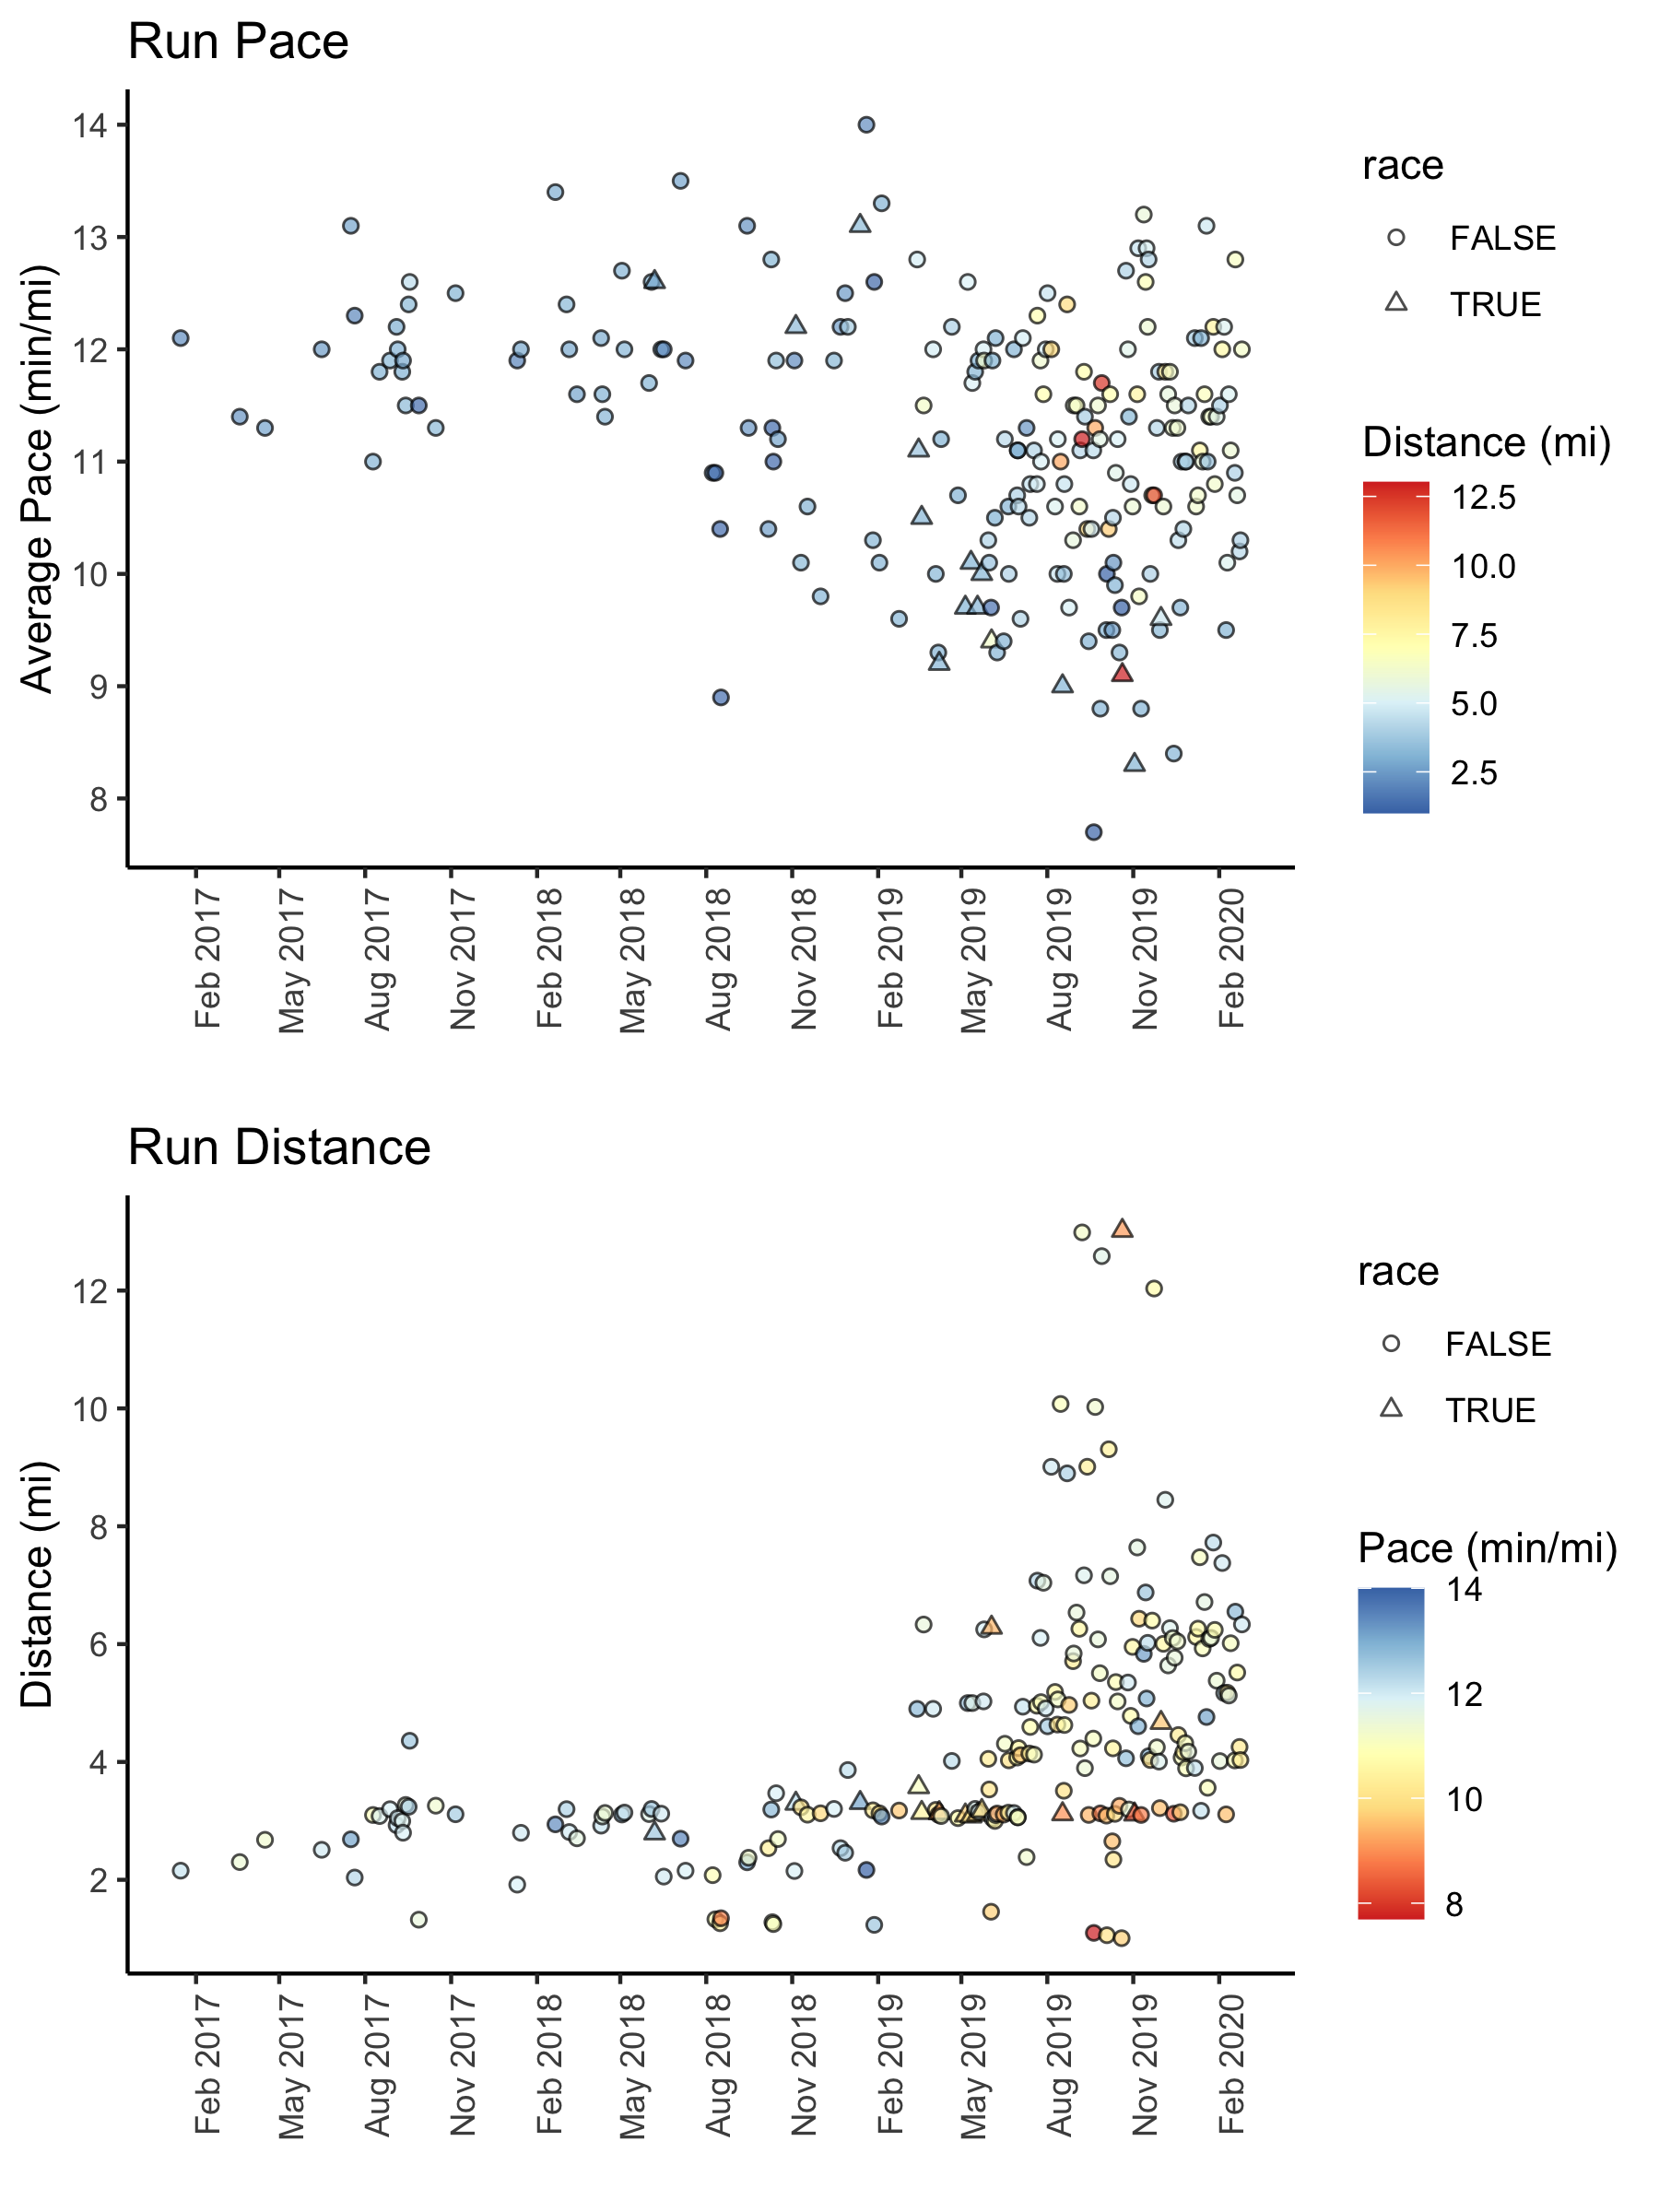 Run Pace
14
13
12
11
10
9
8
Average Pace (min/mi)
Feb 2017
May 2017
Aug 2017
Nov 2017
Feb 2018
May 2018
Aug 2018
Nov 2018
Feb 2019
May 2019
Aug 2019
Nov 2019
Feb 2020
race
FALSE
TRUE
Distance (mi)
12.5
10.0
7.5
5.0
2.5
Run Distance
12
10
8
6
4
2
Distance (mi)
Feb 2017
May 2017
Aug 2017
Nov 2017
Feb 2018
May 2018
Aug 2018
Nov 2018
Feb 2019
May 2019
Aug 2019
Nov 2019
Feb 2020
race
FALSE
TRUE
Pace (min/mi)
14
12
10
8